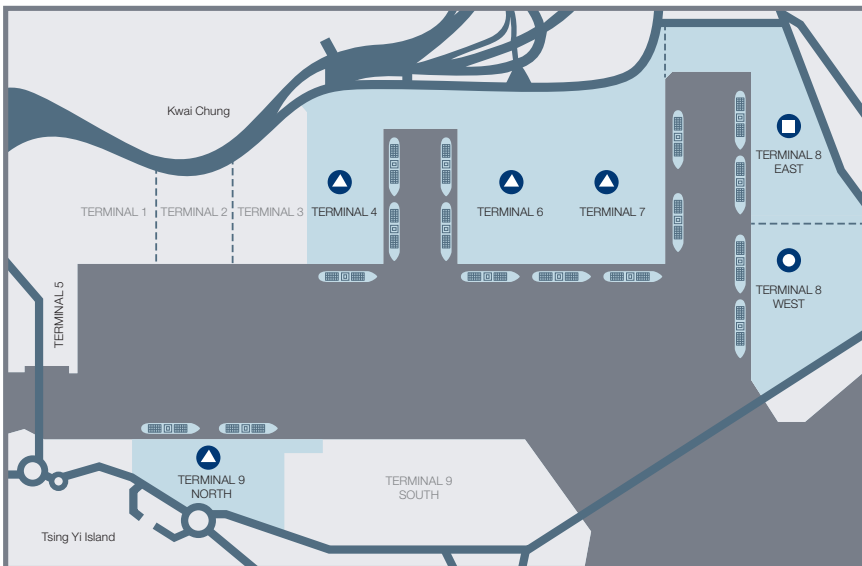 Kwai Chung
TERMINAL 1
TERMINAL 2
TERMINAL 3
TERMINAL 4
TERMINAL 6
TERMINAL 7
TERMINAL 8
EAST
TERMINAL 8
WEST
TERMINAL 5
TERMINAL 9
NORTH
TERMINAL 9
SOUTH
Tsing Yi Island